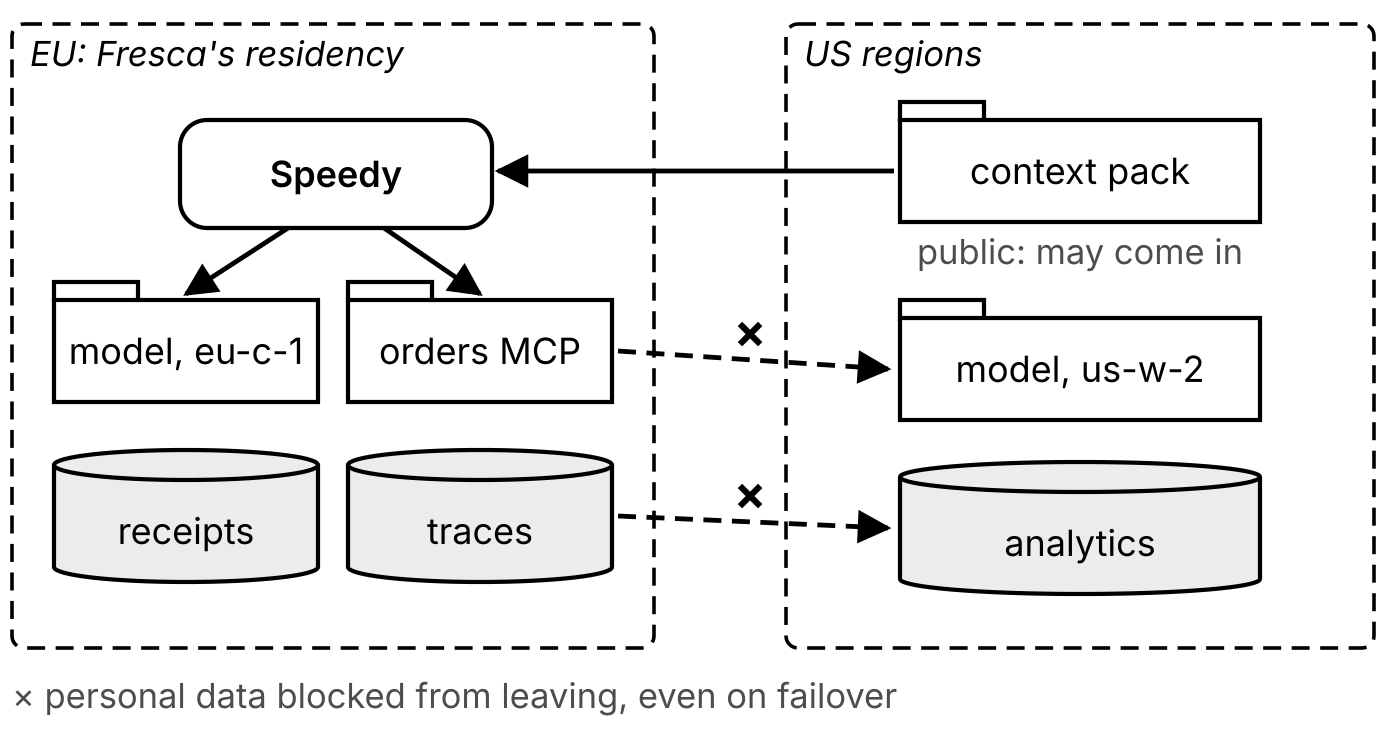 EU: Fresca's residency
US regions
Speedy
context pack
public: may come in
model, eu-c-1
orders MCP
×
model, us-w-2
receipts
traces
×
analytics
× personal data blocked from leaving, even on failover